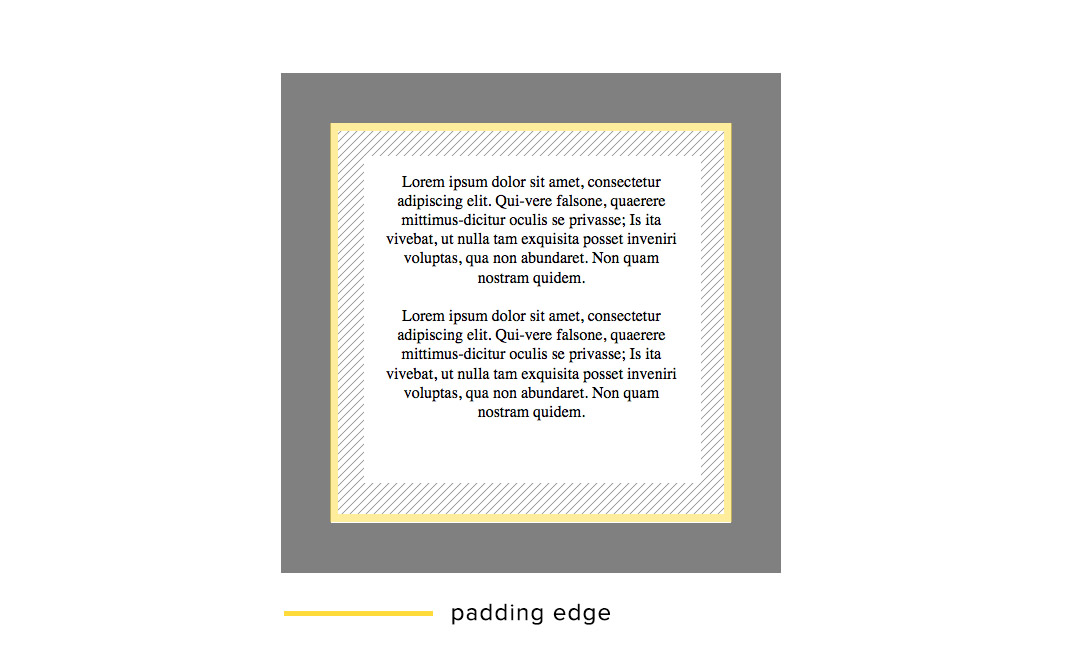 Lorem ipsum dolor sit amet, consectetur
adipiscing elit. Qui-vere falsone, quaerere
mittimus-dicitur oculis se privasse; Is ita
vivebat, ut nulla tam exquisita posset inveniri
voluptas, qua non abundaret. Non quam
nostram quidem.
Lorem ipsum dolor sit amet, consectetur
adipiscing elit. Qui-vere falsone, quaerere
mittimus-dicitur oculis se privasse; Is ita
vivebat, ut nulla tam exquisita posset inveniri
voluptas, qua non abundaret. Non quam
nostram quidem.
padding edge